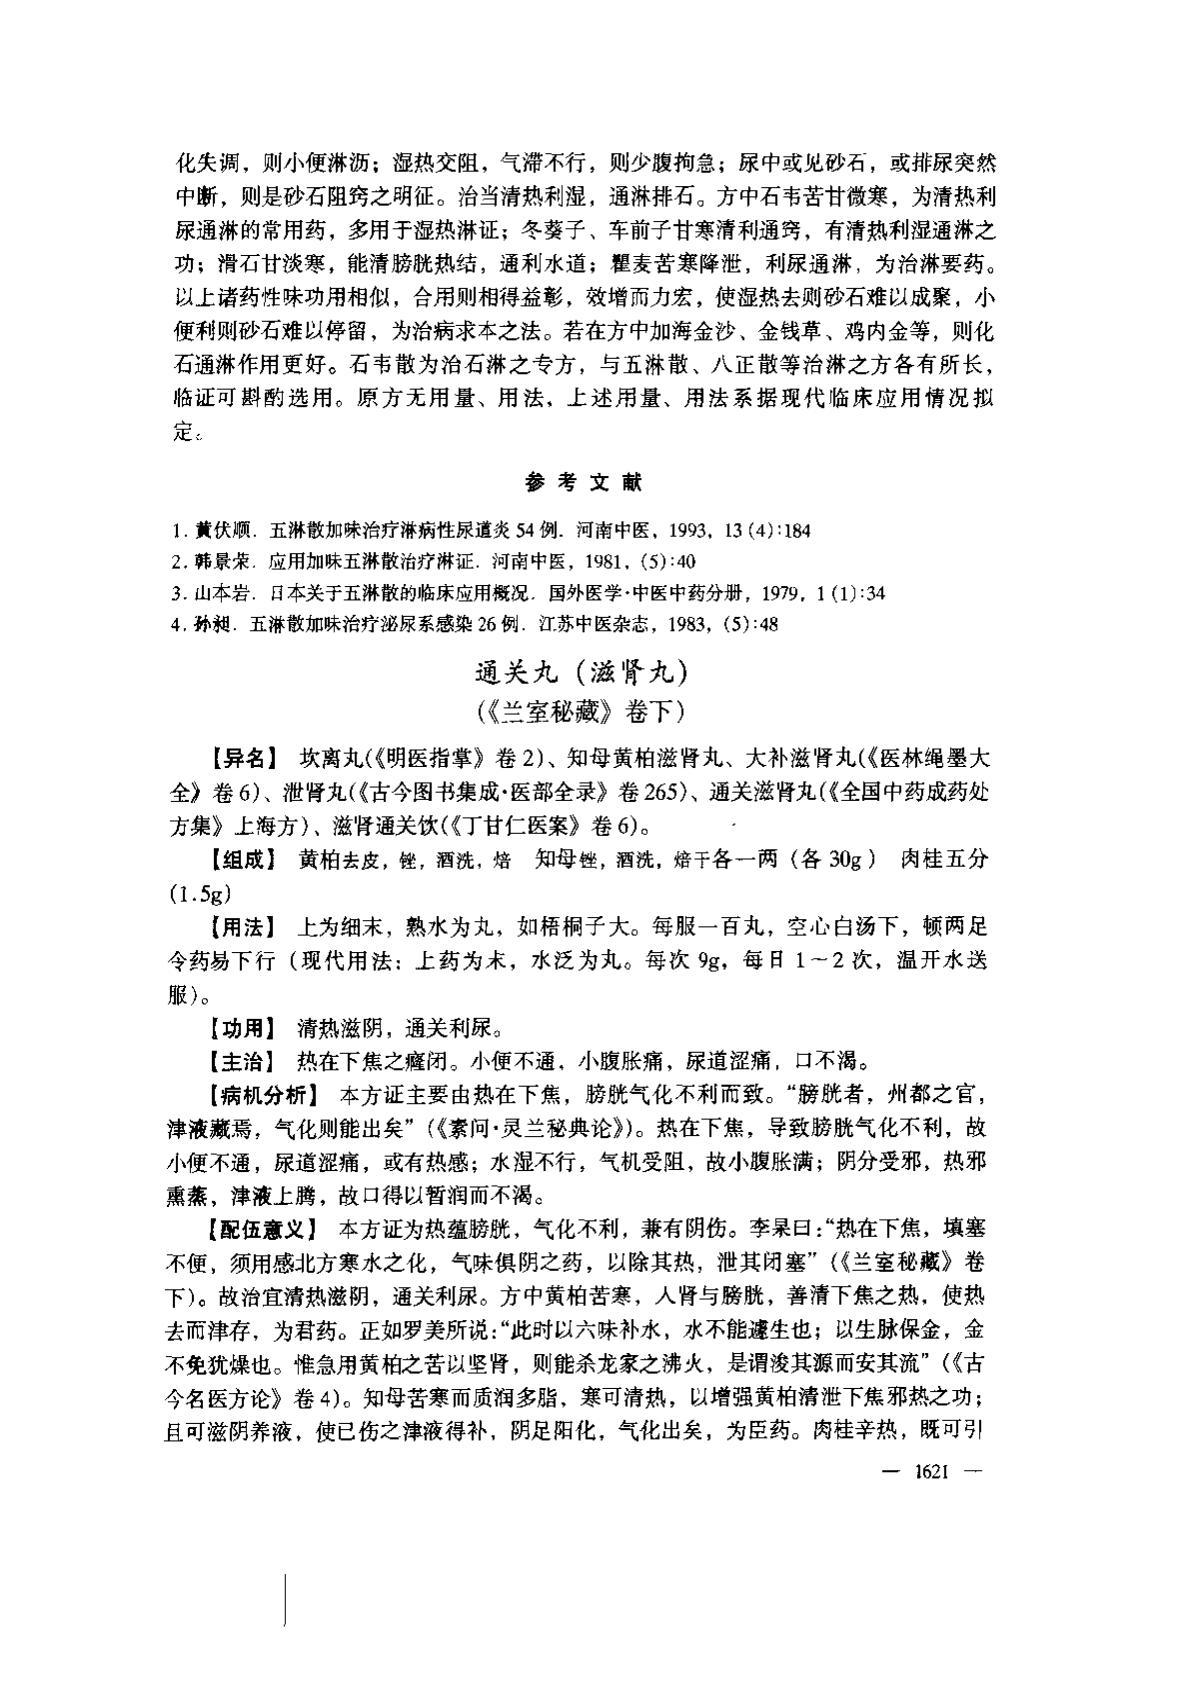 化失调，则小便淋沥；湿热交阻，气滞不行，则少腹拘急；尿中或见砂石，或排尿突然
中断，则是砂石阻窍之明征。治当清热利湿，通淋排石。方中石韦苦甘微寒，为清热利
尿通淋的常用药，多用于湿热淋证；冬葵子、车前子甘寒清利通窍，有清热利湿通淋之
功；滑石甘淡寒，能清膀胱热结，通利水道；瞿麦苦寒降泄，利尿通淋，为治淋要药。
以上诸药性味功用相似，合用则相得益彰，效增而力宏，使湿热去则砂石难以成聚，小
便利则砂石难以停留，为治病求本之法。若在方中加海金沙、金钱草、鸡内金等，则化
石通淋作用更好。石韦散为治石淋之专方，与五淋散、八正散等治淋之方各有所长，
临证可斟酌选用。原方无用量、用法，上述用量、用法系据现代临床应用情况拟
定。
参考文献
1. 黄伏顺．五淋散加味治疗淋病性尿道炎 54 例．河南中医，1993，13 (4):184
2. 韩景荣．应用加味五淋散治疗淋证．河南中医，1981，(5):40
3. 山本岩．日本关于五淋散的临床应用概况．国外医学·中医中药分册，1979，1 (1):34
4. 孙昶．五淋散加味治疗泌尿系感染 26 例．江苏中医杂志，1983，(5):48
通关丸（滋肾丸）
(《兰室秘藏》卷下)
【异名】 坎离丸(《明医指掌》卷 2)、知母黄柏滋肾丸、大补滋肾丸(《医林绳墨大
全》卷 6)、泄肾丸(《古今图书集成·医部全录》卷 265)、通关滋肾丸(《全国中药成药处
方集》上海方)、滋肾通关饮(《丁甘仁医案》卷 6)。
【组成】 黄柏去皮，锉，酒洗，焙 知母锉，酒洗，焙干各一两（各 30g ） 肉桂五分
(1.5g)
【用法】 上为细末，熟水为丸，如梧桐子大。每服一百丸，空心白汤下，顿两足
令药易下行（现代用法：上药为末，水泛为丸。每次 9g，每日 1～2 次，温开水送
服）。
【功用】 清热滋阴，通关利尿。
【主治】 热在下焦之癃闭。小便不通，小腹胀痛，尿道涩痛，口不渴。
【病机分析】 本方证主要由热在下焦，膀胱气化不利而致。“膀胱者，州都之官，
津液藏焉，气化则能出矣”（《素问·灵兰秘典论》）。热在下焦，导致膀胱气化不利，故
小便不通，尿道涩痛，或有热感；水湿不行，气机受阻，故小腹胀满；阴分受邪，热邪
熏蒸，津液上腾，故口得以暂润而不渴。
【配伍意义】 本方证为热蕴膀胱，气化不利，兼有阴伤。李杲曰：“热在下焦，填塞
不便，须用感北方寒水之化，气味俱阴之药，以除其热，泄其闭塞”（《兰室秘藏》卷
下）。故治宜清热滋阴，通关利尿。方中黄柏苦寒，入肾与膀胱，善清下焦之热，使热
去而津存，为君药。正如罗美所说：“此时以六味补水，水不能遽生也；以生脉保金，金
不免犹燥也。惟急用黄柏之苦以坚肾，则能杀龙家之沸火，是谓浚其源而安其流”（《古
今名医方论》卷 4）。知母苦寒而质润多脂，寒可清热，以增强黄柏清泄下焦邪热之功；
且可滋阴养液，使已伤之津液得补，阴足阳化，气化出矣，为臣药。肉桂辛热，既可引
— 1621 —